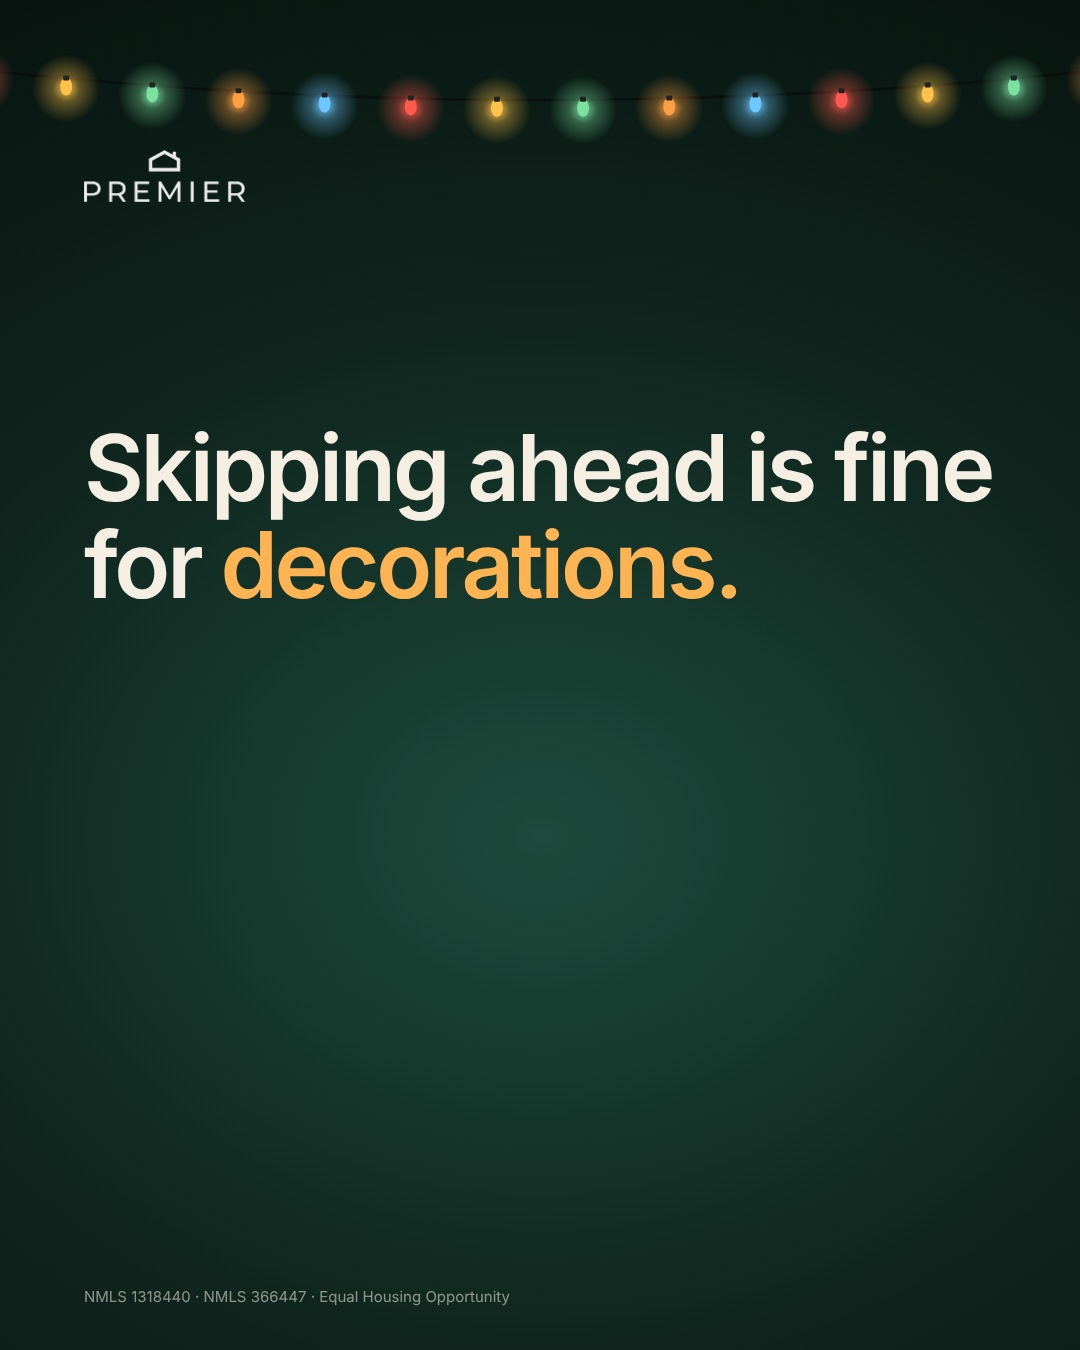 PREMIER
Skipping ahead is fine
for decorations.
NMLS 1318440 · NMLS 366447 · Equal Housing Opportunity